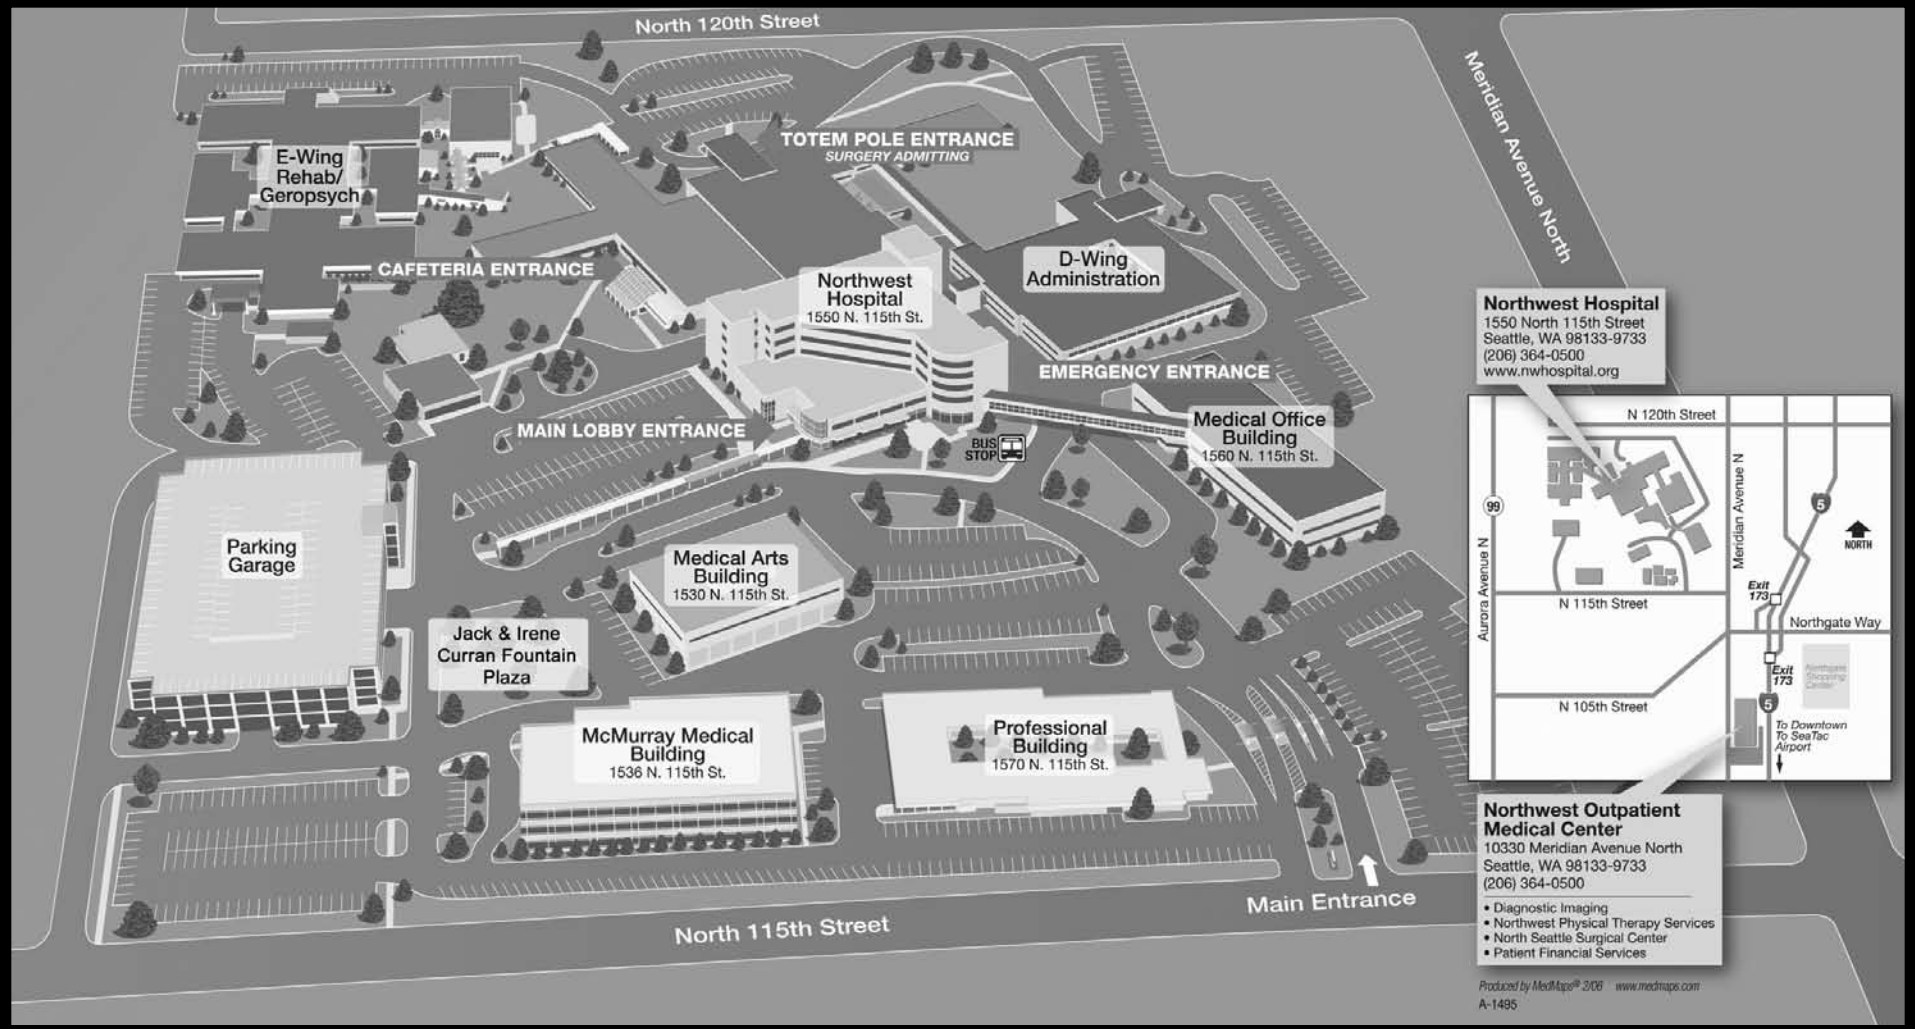 North 120th Street
Meridian Avenue North
TOTEM POLE ENTRANCE
SURGERY ADMITTING
E-Wing
Rehab/
Geropsych
CAFETERIA ENTRANCE
Northwest
Hospital
1550 N. 115th St.
D-Wing
Administration
EMERGENCY ENTRANCE
MAIN LOBBY ENTRANCE
BUS
STOP
Medical Office
Building
1560 N. 115th St.
Parking
Garage
Medical Arts
Building
1530 N. 115th St.
Jack & Irene
Curran Fountain
Plaza
McMurray Medical
Building
1536 N. 115th St.
Professional
Building
1570 N. 115th St.
Main Entrance
North 115th Street
Northwest Hospital
1550 North 115th Street
Seattle, WA 98133-9733
(206) 364-0500
www.nwhospital.org
N 120th Street
Meridian Avenue N
99
5
NORTH
Aurora Avenue N
Exit
173
N 115th Street
Northgate Way
Exit
173
Northgate
Shopping
Center
N 105th Street
5
To Downtown
To SeaTac
Airport
Northwest Outpatient
Medical Center
10330 Meridian Avenue North
Seattle, WA 98133-9733
(206) 364-0500
• Diagnostic Imaging
• Northwest Physical Therapy Services
• North Seattle Surgical Center
• Patient Financial Services
Produced by MedMaps® 2/06 www.medmaps.com
A-1495